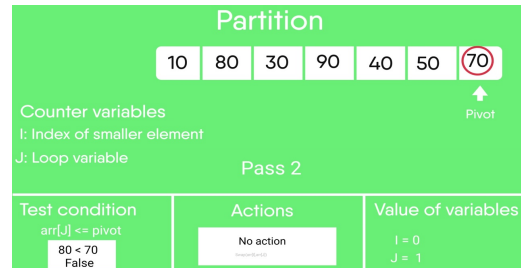 Partition
10 80 30 90 40 50 70
Pivot
Counter variables
I: Index of smaller element
J: Loop variable
Pass 2
Test condition
arr[J] <= pivot
80 < 70
False
Actions
No action
Value of variables
I = 0
J = 1